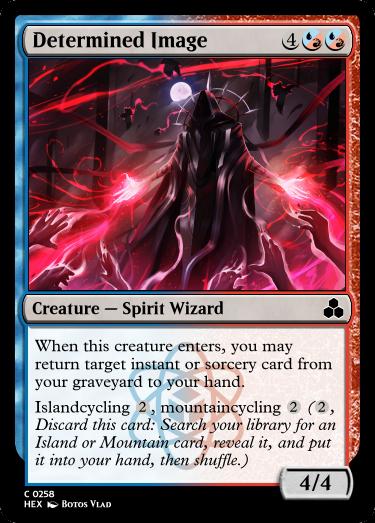 Determined Image 4
Creature — Spirit Wizard
When this creature enters, you may
return target instant or sorcery card from
your graveyard to your hand.
Islandcycling 2, mountaincycling 2 (2,
Discard this card: Search your library for an
Island or Mountain card, reveal it, and put
it into your hand, then shuffle.)
4/4
C 0258
HEX Botos Vlad